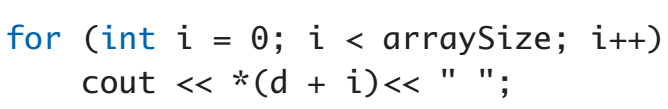 for (int i = 0; i < arraySize; i++)
    cout << *(d + i)<< " ";